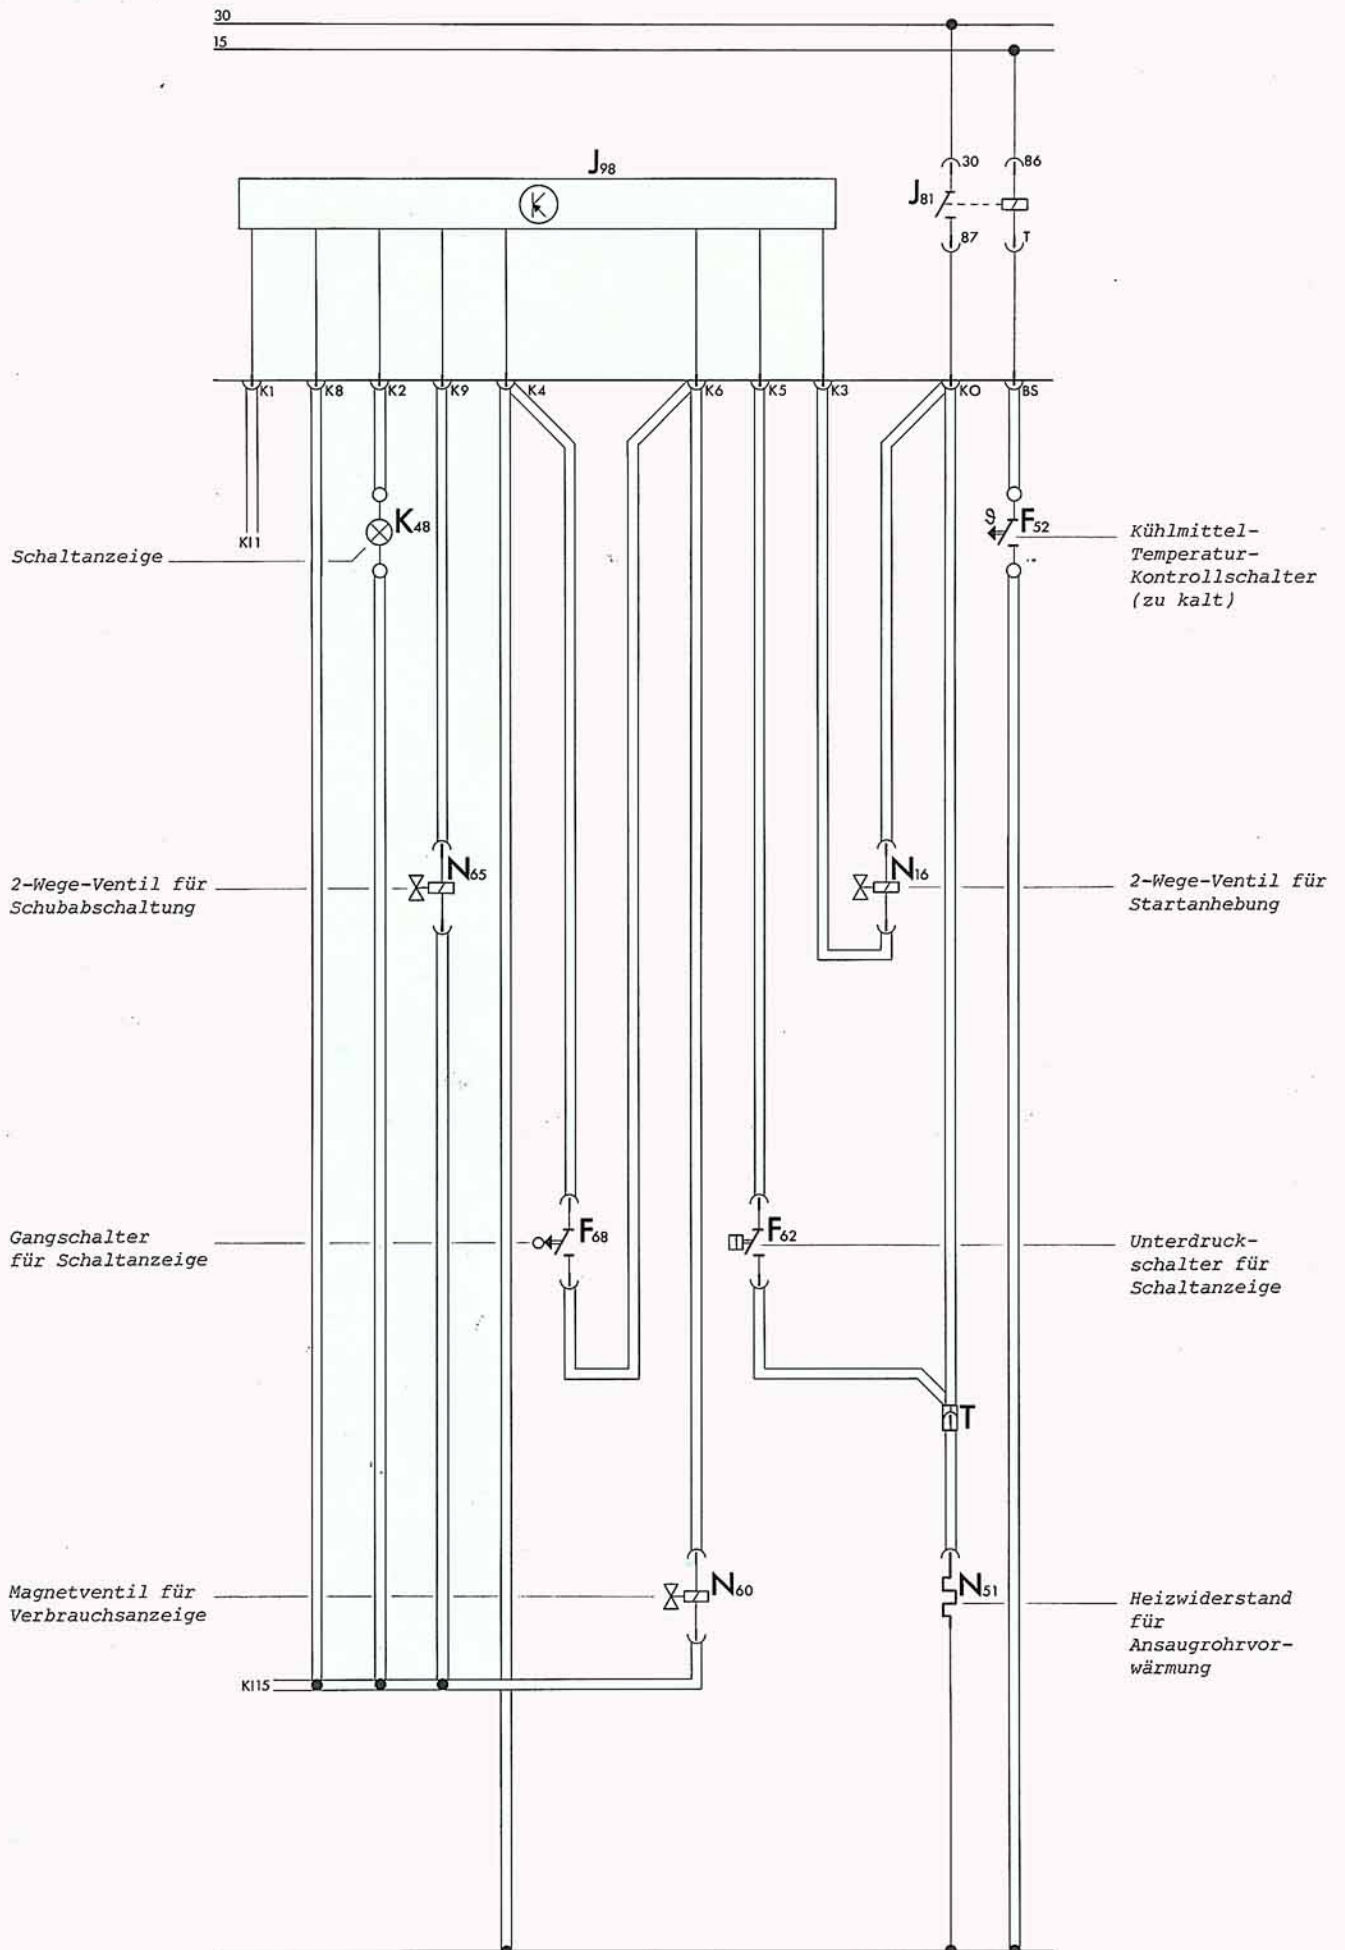 30
15
J98
30
86
J81
87
T
K1
K8
K2
K9
K4
K6
K5
K3
KO
BS
KI1
K48
ϑ
F52
Schaltanzeige
Kühlmittel-
Temperatur-
Kontrollschalter
(zu kalt)
N65
N16
2-Wege-Ventil für
Schubabschaltung
2-Wege-Ventil für
Startanhebung
Gangschalter
für Schaltanzeige
F68
F62
Unterdruck-
schalter für
Schaltanzeige
T
Magnetventil für
Verbrauchsanzeige
N60
N51
Heizwiderstand
für
Ansaugrohrvor-
wärmung
KI15